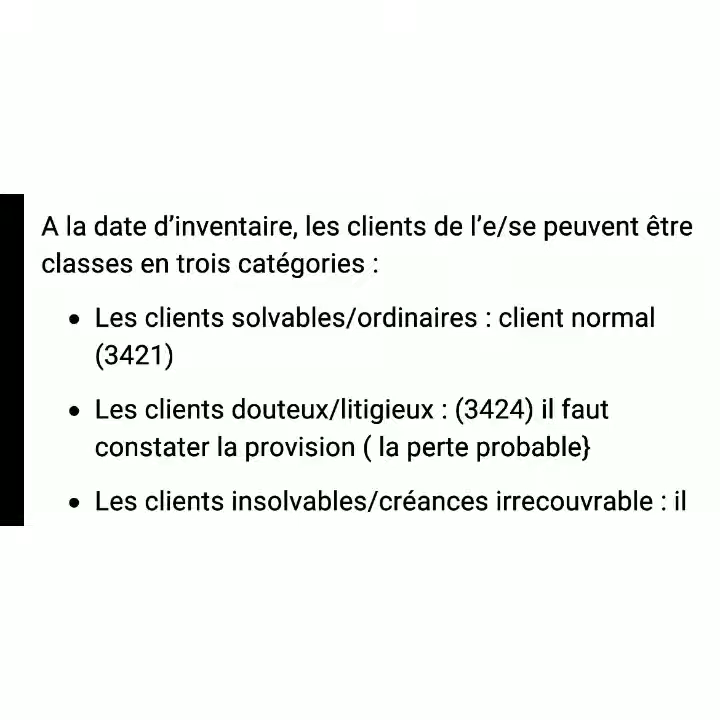 A la date d’inventaire, les clients de l’e/se peuvent être
classes en trois catégories :
• Les clients solvables/ordinaires : client normal
(3421)
• Les clients douteux/litigieux : (3424) il faut
constater la provision ( la perte probable}
• Les clients insolvables/créances irrecouvrable : il